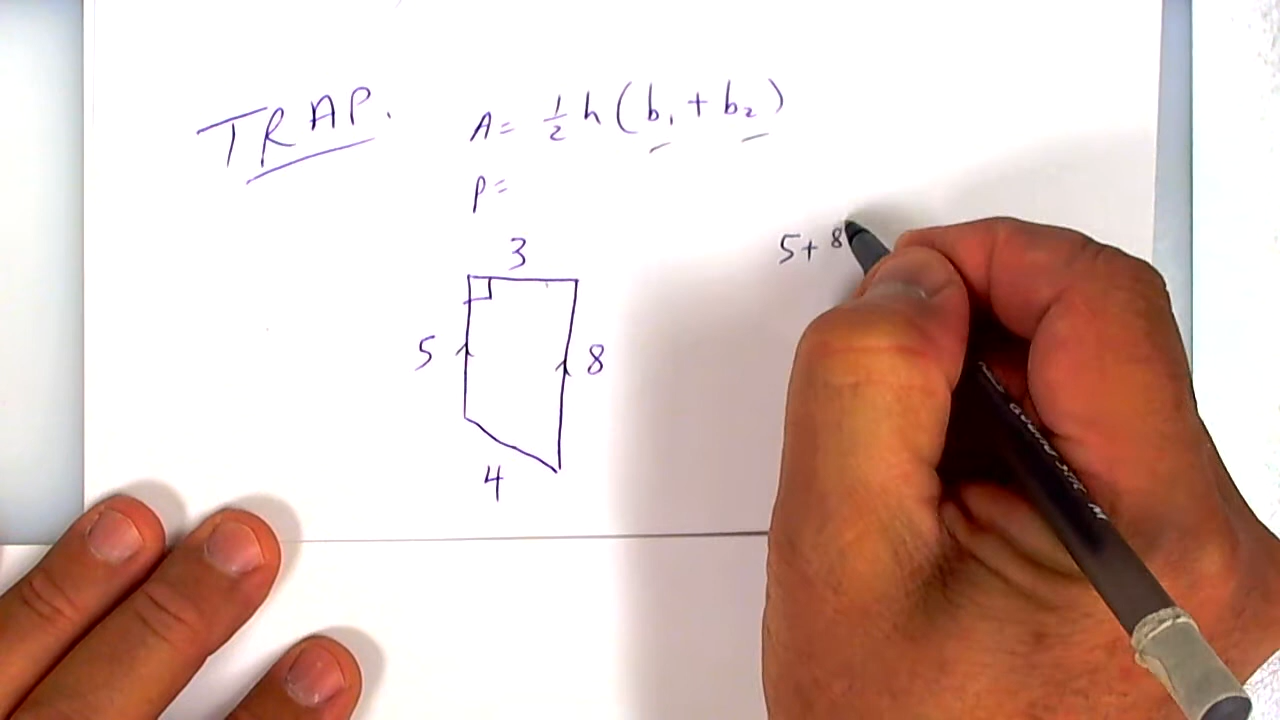 TRAP.
A = 1/2 h (b₁ + b₂)
P =
5 + 8
3
5
8
4